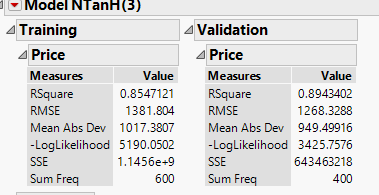 Model NTanH(3)
Training
Price
Measures Value
RSquare 0.8547121
RMSE 1381.804
Mean Abs Dev 1017.3807
-LogLikelihood 5190.0502
SSE 1.1456e+9
Sum Freq 600
Validation
Price
Measures Value
RSquare 0.8943402
RMSE 1268.3288
Mean Abs Dev 949.49916
-LogLikelihood 3425.7576
SSE 643463218
Sum Freq 400